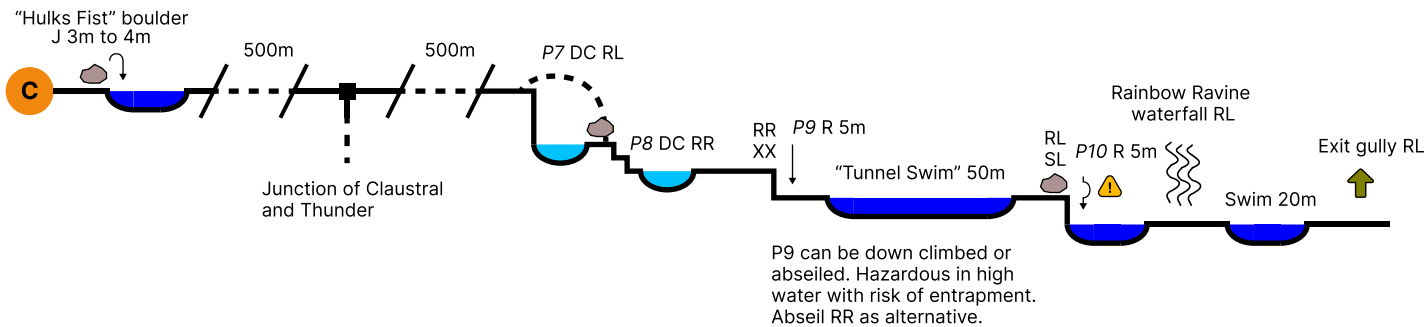 “Hulks Fist” boulder
J 3m to 4m
C
500m
500m
Junction of Claustral
and Thunder
P7 DC RL
P8 DC RR
RR
XX
P9 R 5m
“Tunnel Swim” 50m
P9 can be down climbed or
abseiled. Hazardous in high
water with risk of entrapment.
Abseil RR as alternative.
RL
SL
P10 R 5m
Rainbow Ravine
waterfall RL
Swim 20m
Exit gully RL